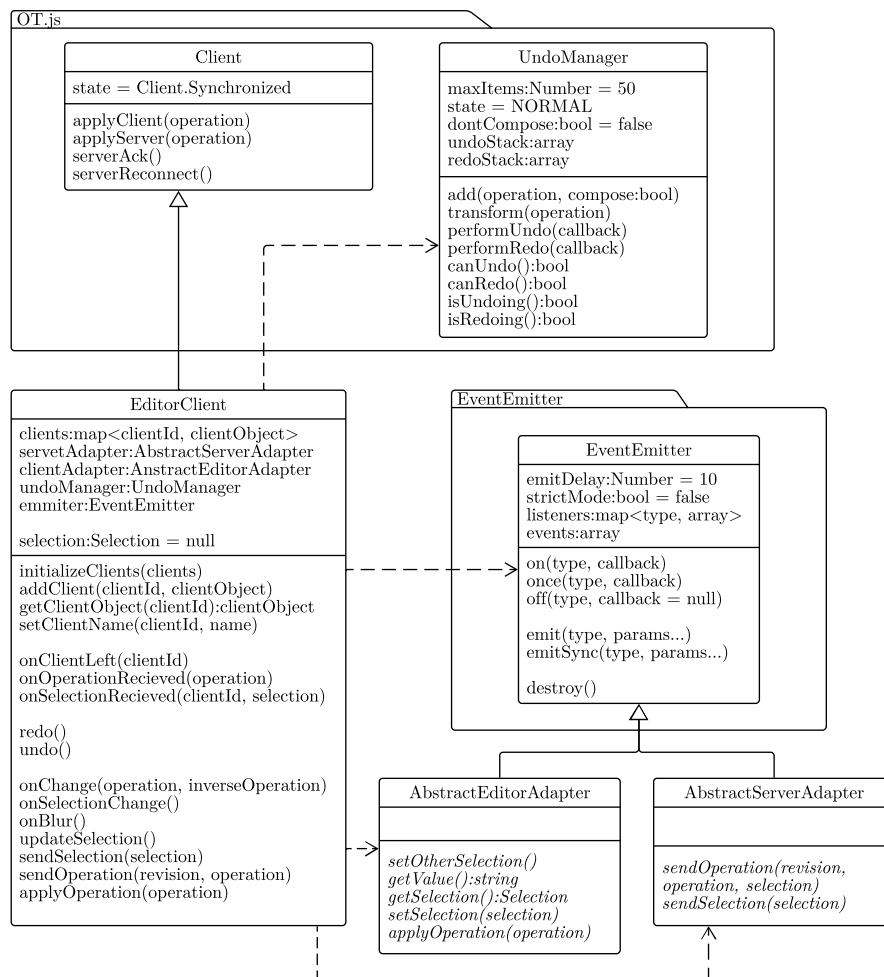 OT.js
Client
state = Client.Synchronized
applyClient(operation)
applyServer(operation)
serverAck()
serverReconnect()
UndoManager
maxItems:Number = 50
state = NORMAL
dontCompose:bool = false
undoStack:array
redoStack:array
add(operation, compose:bool)
transform(operation)
performUndo(callback)
performRedo(callback)
canUndo():bool
canRedo():bool
isUndoing():bool
isRedoing():bool
EditorClient
clients:map<clientId, clientObject>
servetAdapter:AbstractServerAdapter
clientAdapter:AnstractEditorAdapter
undoManager:UndoManager
emmiter:EventEmitter
selection:Selection = null
initializeClients(clients)
addClient(clientId, clientObject)
getClientObject(clientId):clientObject
setClientName(clientId, name)
onClientLeft(clientId)
onOperationRecieved(operation)
onSelectionRecieved(clientId, selection)
redo()
undo()
onChange(operation, inverseOperation)
onSelectionChange()
onBlur()
updateSelection()
sendSelection(selection)
sendOperation(revision, operation)
applyOperation(operation)
EventEmitter
EventEmitter
emitDelay:Number = 10
strictMode:bool = false
listeners:map<type, array>
events:array
on(type, callback)
once(type, callback)
off(type, callback = null)
emit(type, params...)
emitSync(type, params...)
destroy()
AbstractEditorAdapter
setOtherSelection()
getValue():string
getSelection():Selection
setSelection(selection)
applyOperation(operation)
AbstractServerAdapter
sendOperation(revision,
operation, selection)
sendSelection(selection)